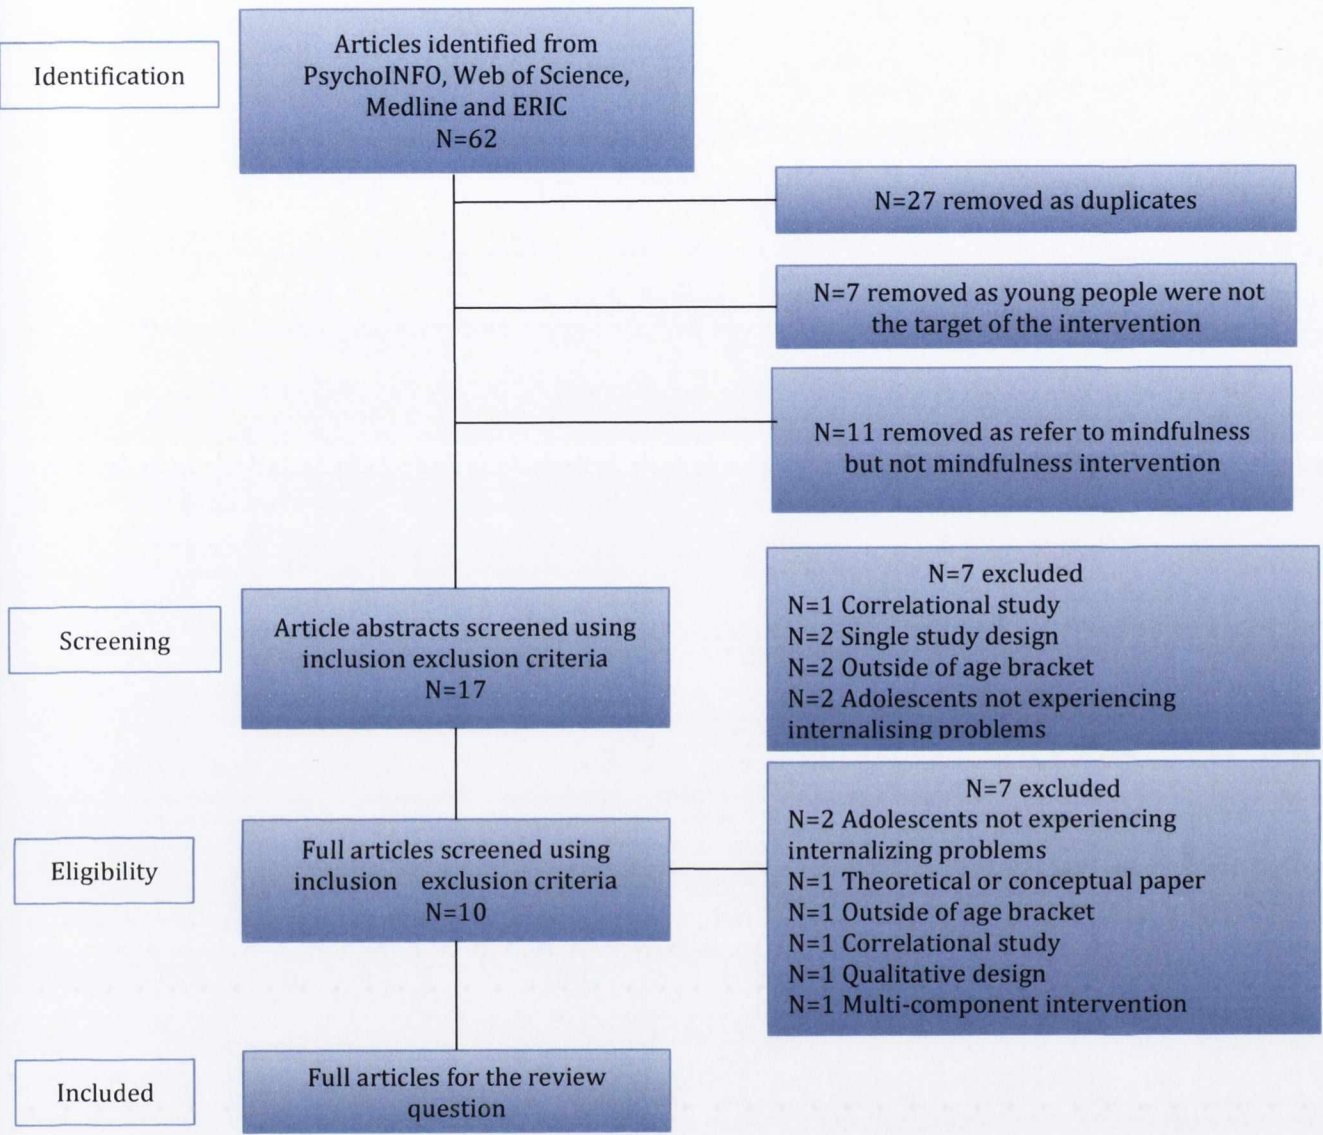 Identification
Articles identified from
PsychoINFO, Web of Science,
Medline and ERIC
N=62
N=27 removed as duplicates
N=7 removed as young people were not
the target of the intervention
N=11 removed as refer to mindfulness
but not mindfulness intervention
Screening
Article abstracts screened using
inclusion exclusion criteria
N=17
N=7 excluded
N=1 Correlational study
N=2 Single study design
N=2 Outside of age bracket
N=2 Adolescents not experiencing
internalising problems
Eligibility
Full articles screened using
inclusion exclusion criteria
N=10
N=7 excluded
N=2 Adolescents not experiencing
internalizing problems
N=1 Theoretical or conceptual paper
N=1 Outside of age bracket
N=1 Correlational study
N=1 Qualitative design
N=1 Multi-component intervention
Included
Full articles for the review
question